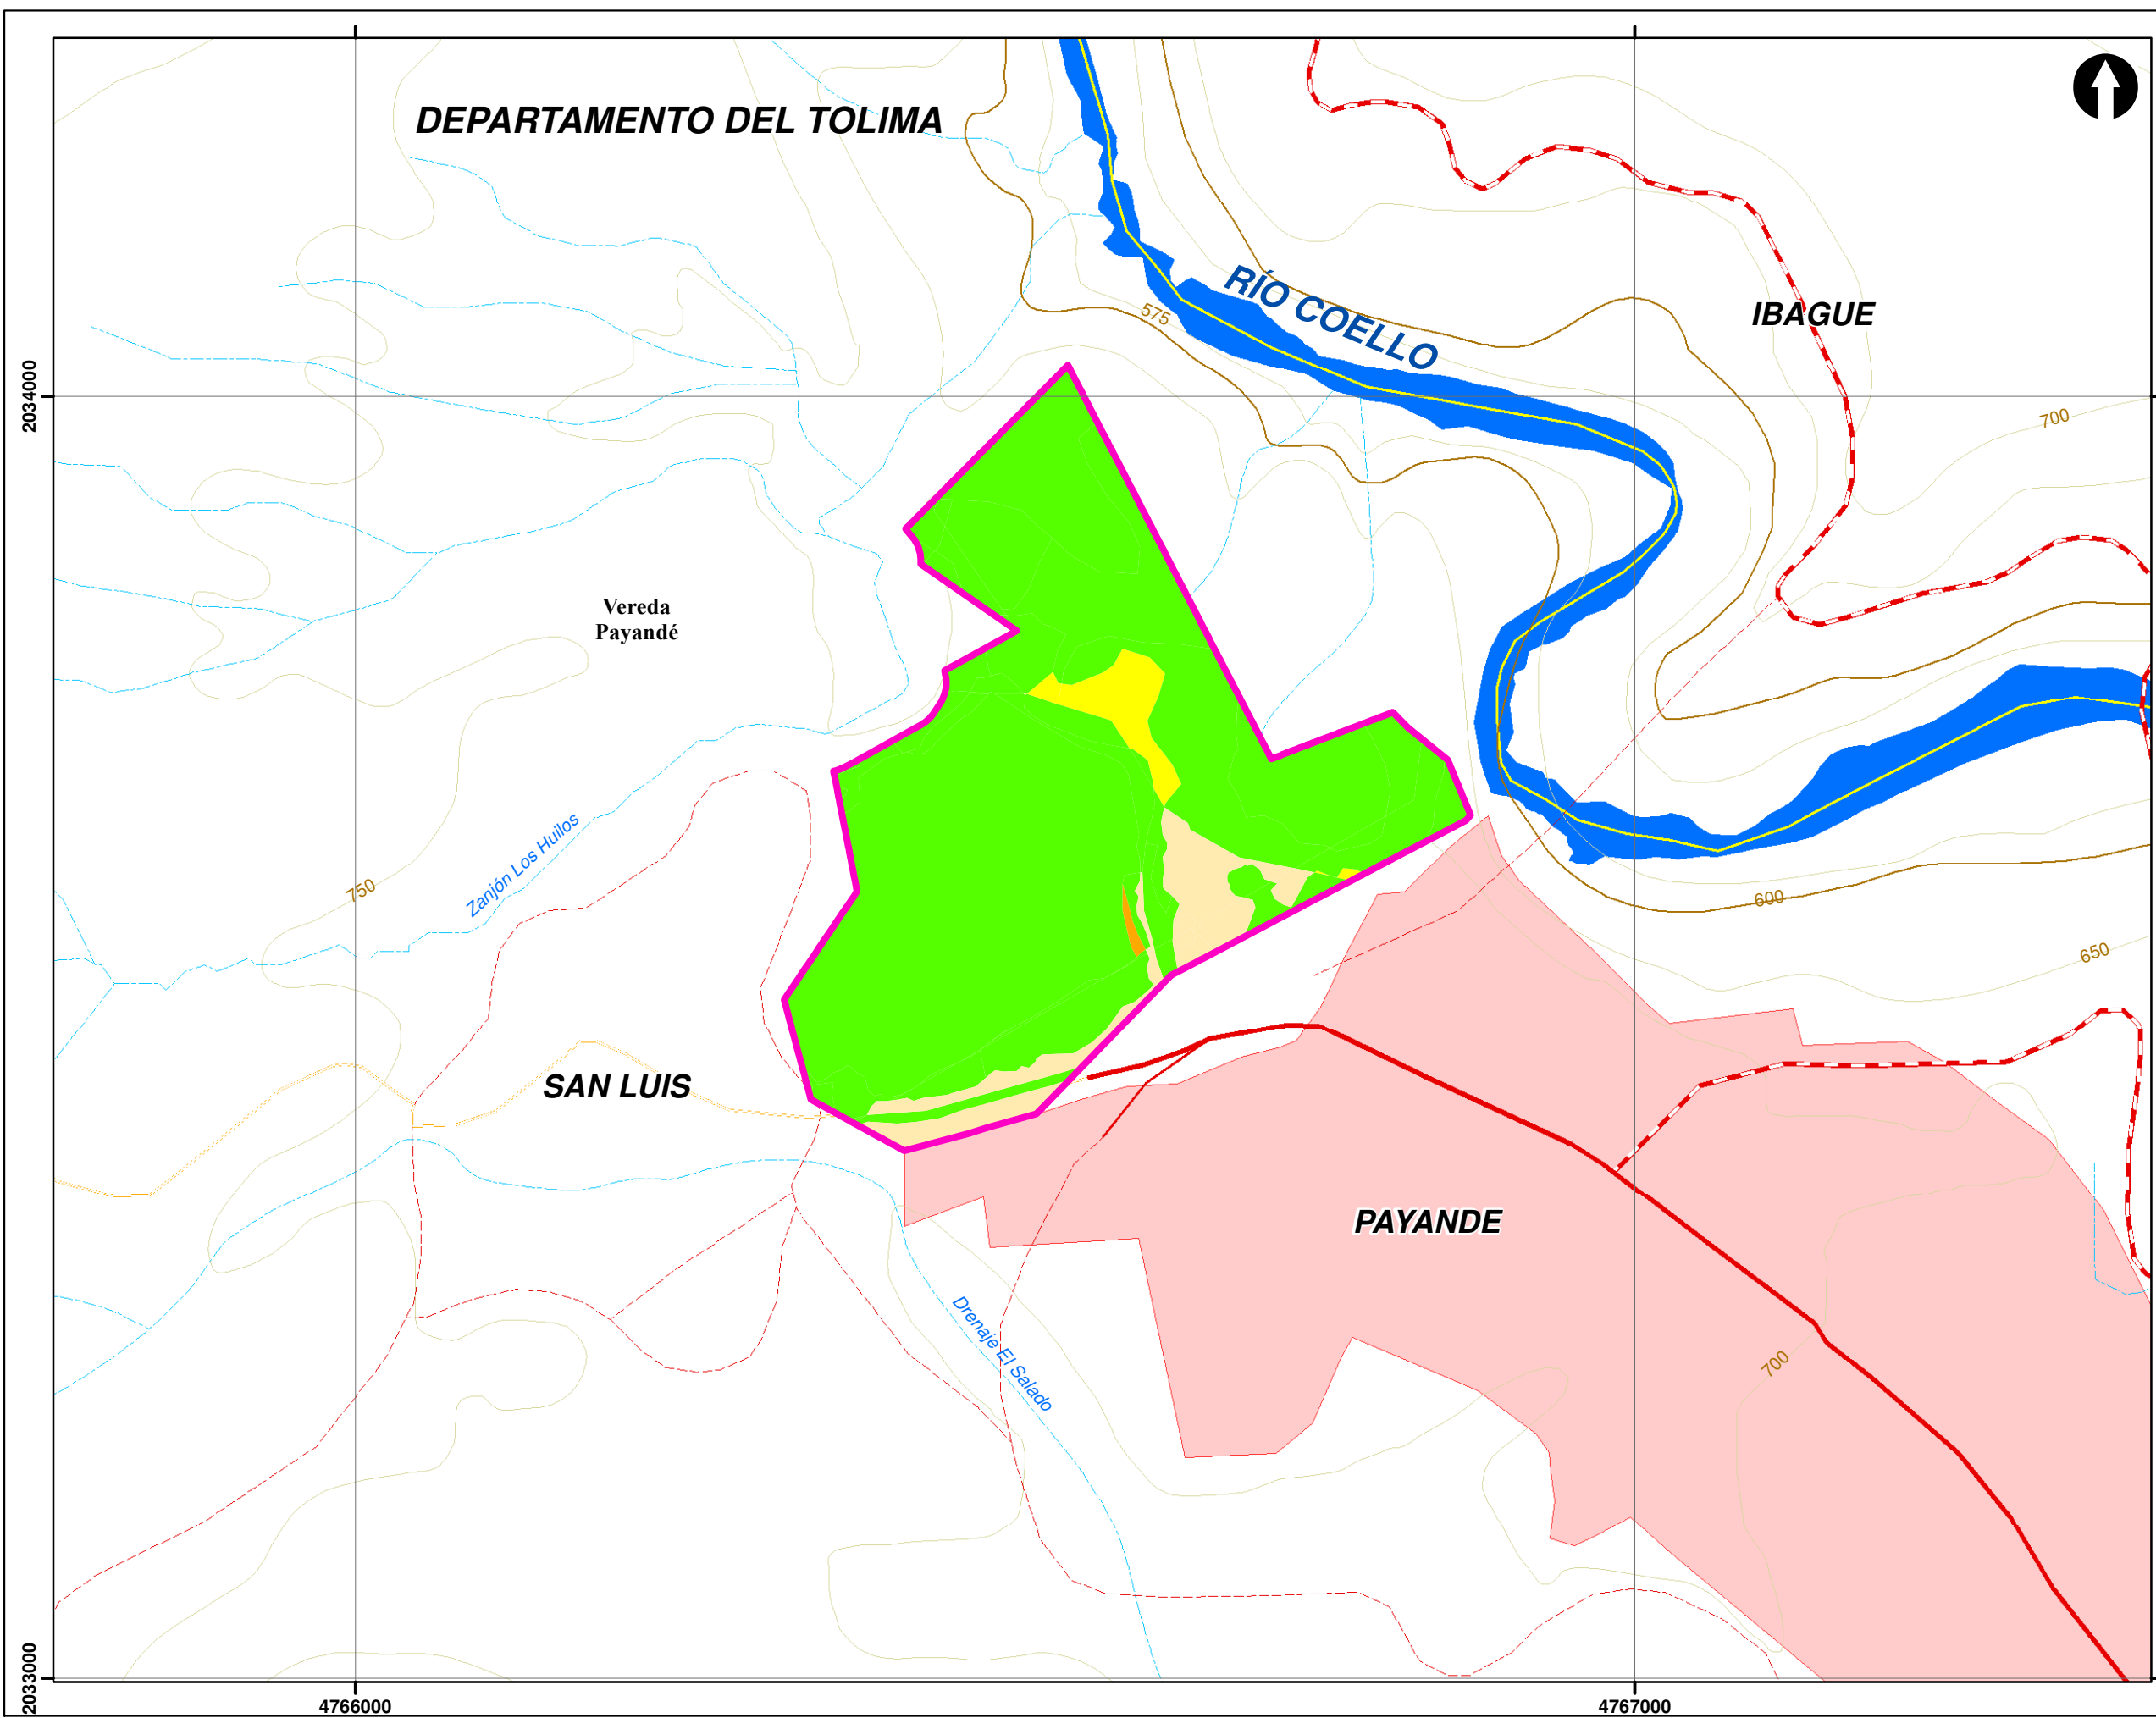 DEPARTAMENTO DEL TOLIMA
RÍO COELLO
575
IBAGUE
2034000
700
Vereda
Payandé
Zanjón Los Huilos
750
600
650
SAN LUIS
PAYANDE
Drenaje El Salado
700
2033000
4766000
4767000